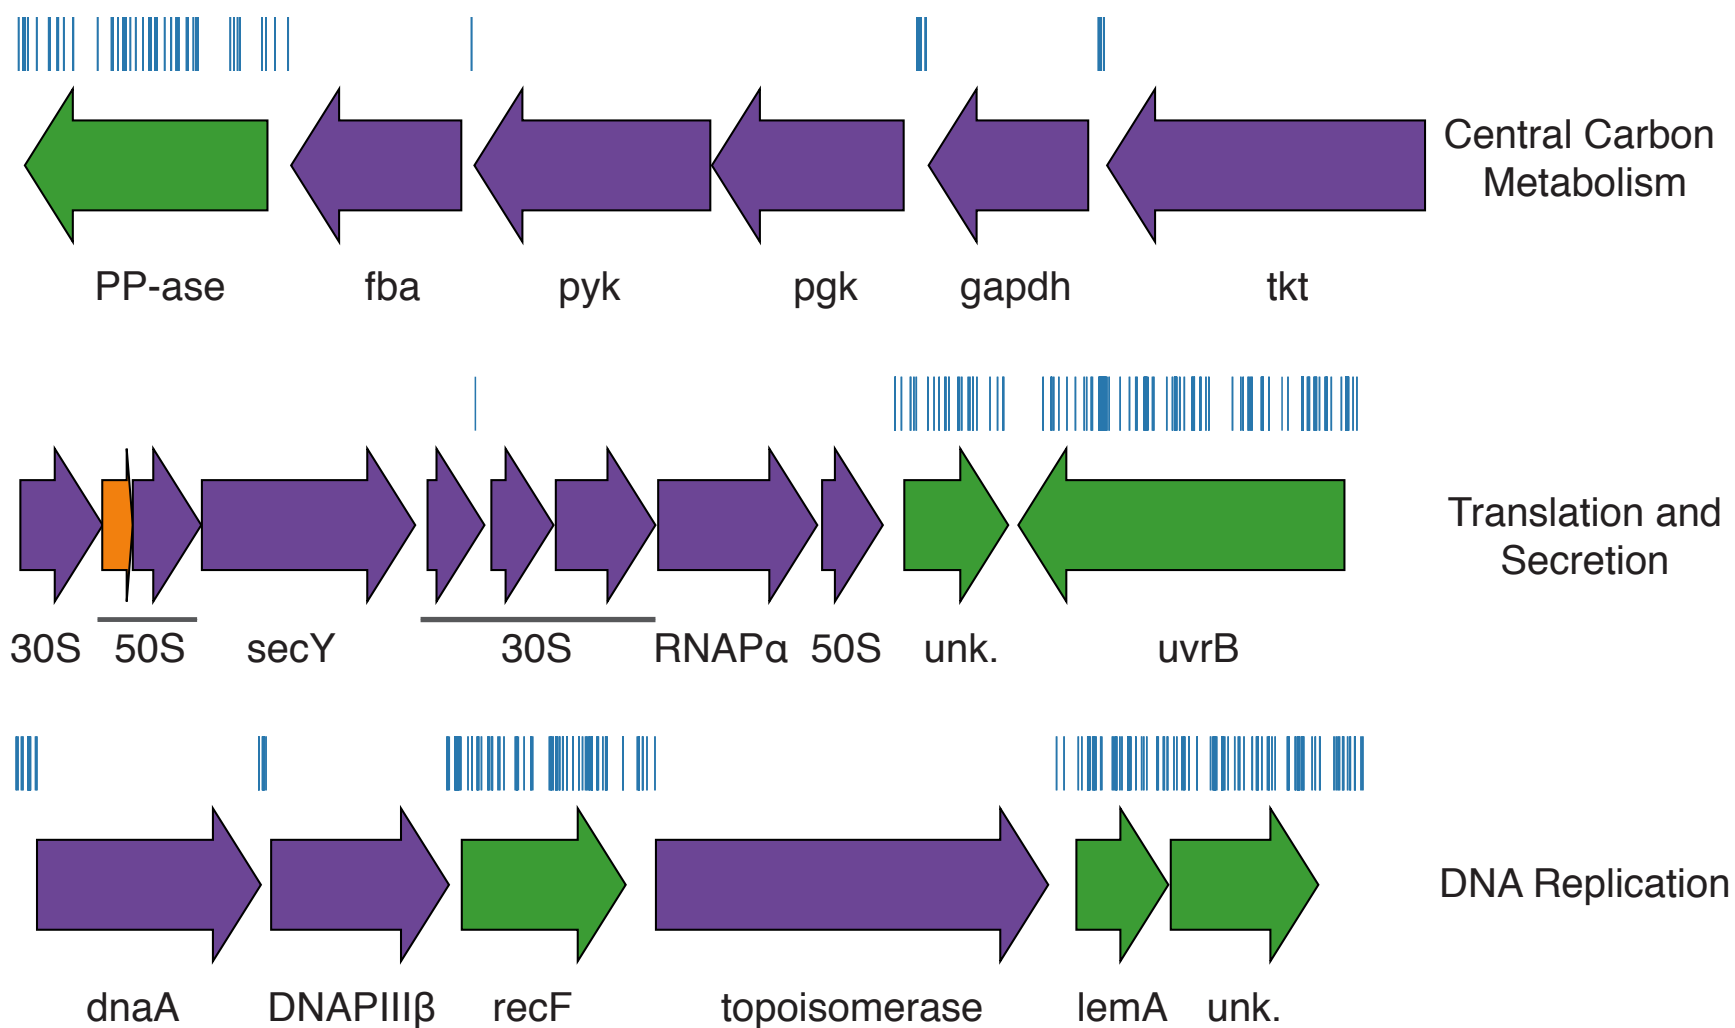 Central Carbon
Metabolism
PP-ase fba pyk pgk gapdh tkt
Translation and
Secretion
30S 50S secY 30S RNAPα 50S unk. uvrB
DNA Replication
dnaA DNAPIIIβ recF topoisomerase lemA unk.